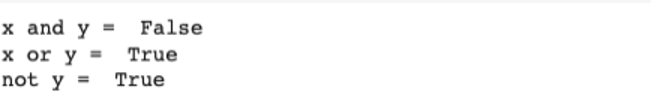 x and y =  False
x or y =  True
not y =  True